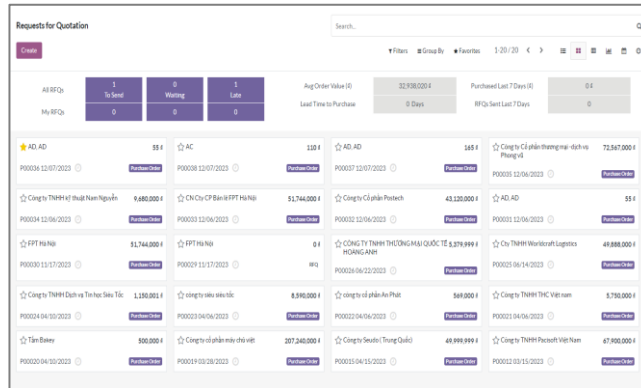 Requests for Quotation
Search...
Create
Filters Group By Favorites 1-20/20
All RFQs 1 To Send 0 Waiting 1 Late
My RFQs 0 0 0
Avg Order Value (₫) 32,938,020 ₫ Purchased Last 7 Days (₫) 0 ₫
Lead Time to Purchase 0 Days RFQs Sent Last 7 Days 0
AD, AD 55 ₫
P00036 12/07/2023 Purchase Order
AC 110 ₫
P00038 12/07/2023 Purchase Order
AD, AD 165 ₫
P00037 12/07/2023 Purchase Order
Công ty Cổ phần thương mại - dịch vụ Phong vũ 72,567,000 ₫
P00035 12/06/2023 Purchase Order
Công ty TNHH kỹ thuật Nam Nguyễn 9,680,000 ₫
P00034 12/06/2023 Purchase Order
CN Cty CP Bán lẻ FPT Hà Nội 51,744,000 ₫
P00033 12/06/2023 Purchase Order
Công ty Cổ phần Postech 43,120,000 ₫
P00032 12/06/2023 Purchase Order
AD, AD 55 ₫
P00031 12/06/2023 Purchase Order
FPT Hà Nội 51,744,000 ₫
P00030 11/17/2023 Purchase Order
FPT Hà Nội 0 ₫
P00029 11/17/2023 RFQ
CÔNG TY TNHH THƯƠNG MẠI QUỐC TẾ HOANG ANH 5,379,999 ₫
P00026 06/22/2023 Purchase Order
Cty TNHH Worldcraft Logistics 49,888,000 ₫
P00025 06/14/2023 Purchase Order
Công ty TNHH Dịch vụ Tin học Siêu Tốc 1,150,001 ₫
P00024 04/10/2023 Purchase Order
công ty siêu siêu tốc 8,590,000 ₫
P00023 04/06/2023 Purchase Order
công ty cổ phần An Phát 569,000 ₫
P00022 04/06/2023 Purchase Order
Công ty TNHH THC Việt nam 5,750,000 ₫
P00021 04/06/2023 Purchase Order
Tấm Bakey 500,000 ₫
P00020 04/10/2023 Purchase Order
Công ty cổ phần máy chủ việt 207,240,000 ₫
P00019 03/28/2023 Purchase Order
Công ty Seudo ( Trung Quốc) 69,999,999 ₫
P00015 04/15/2023 Purchase Order
Công ty TNHH Pacisoft Việt Nam 67,900,000 ₫
P00012 03/15/2023 Purchase Order